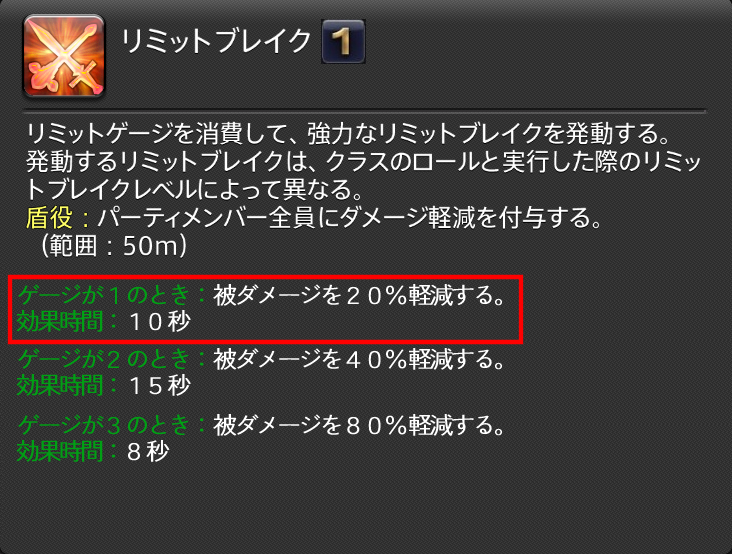 リミットブレイク 1
リミットゲージを消費して、強力なリミットブレイクを発動する。
発動するリミットブレイクは、クラスのロールと実行した際のリミッ
トブレイクレベルによって異なる。
盾役：パーティメンバー全員にダメージ軽減を付与する。
（範囲：50m）
ゲージが１のとき：被ダメージを２０％軽減する。
効果時間：１０秒
ゲージが２のとき：被ダメージを４０％軽減する。
効果時間：１５秒
ゲージが３のとき：被ダメージを８０％軽減する。
効果時間：８秒